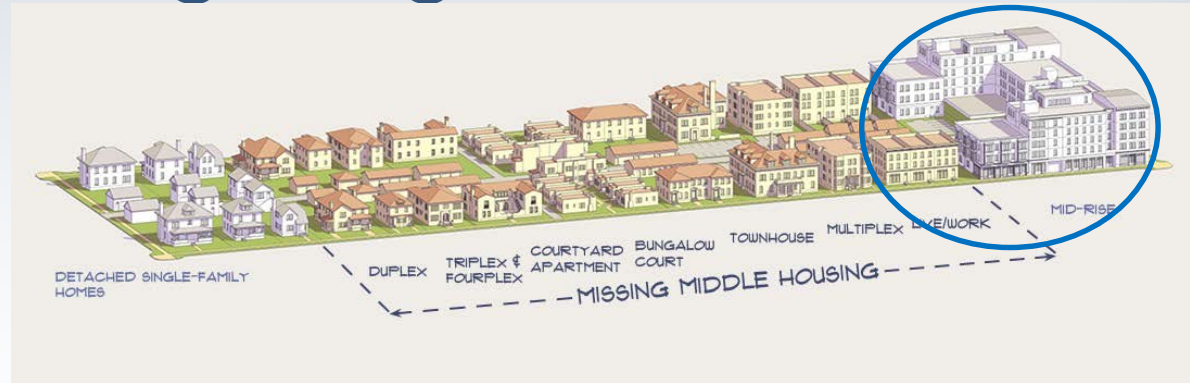 DETACHED SINGLE-FAMILY
HOMES
DUPLEX
TRIPLEX &
FOURPLEX
COURTYARD
APARTMENT
BUNGALOW
COURT
TOWNHOUSE
MULTIPLEX
LIVE/WORK
MID-RISE
MISSING MIDDLE HOUSING